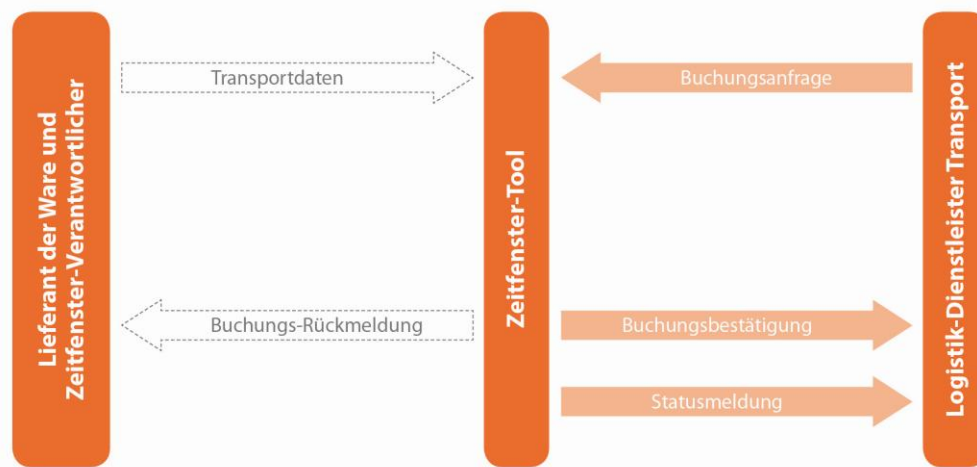 Lieferant der Ware und
Zeitfenster-Verantwortlicher
Transportdaten
Buchungs-Rückmeldung
Zeitfenster-Tool
Buchungsanfrage
Buchungsbestätigung
Statusmeldung
Logistik-Dienstleister Transport